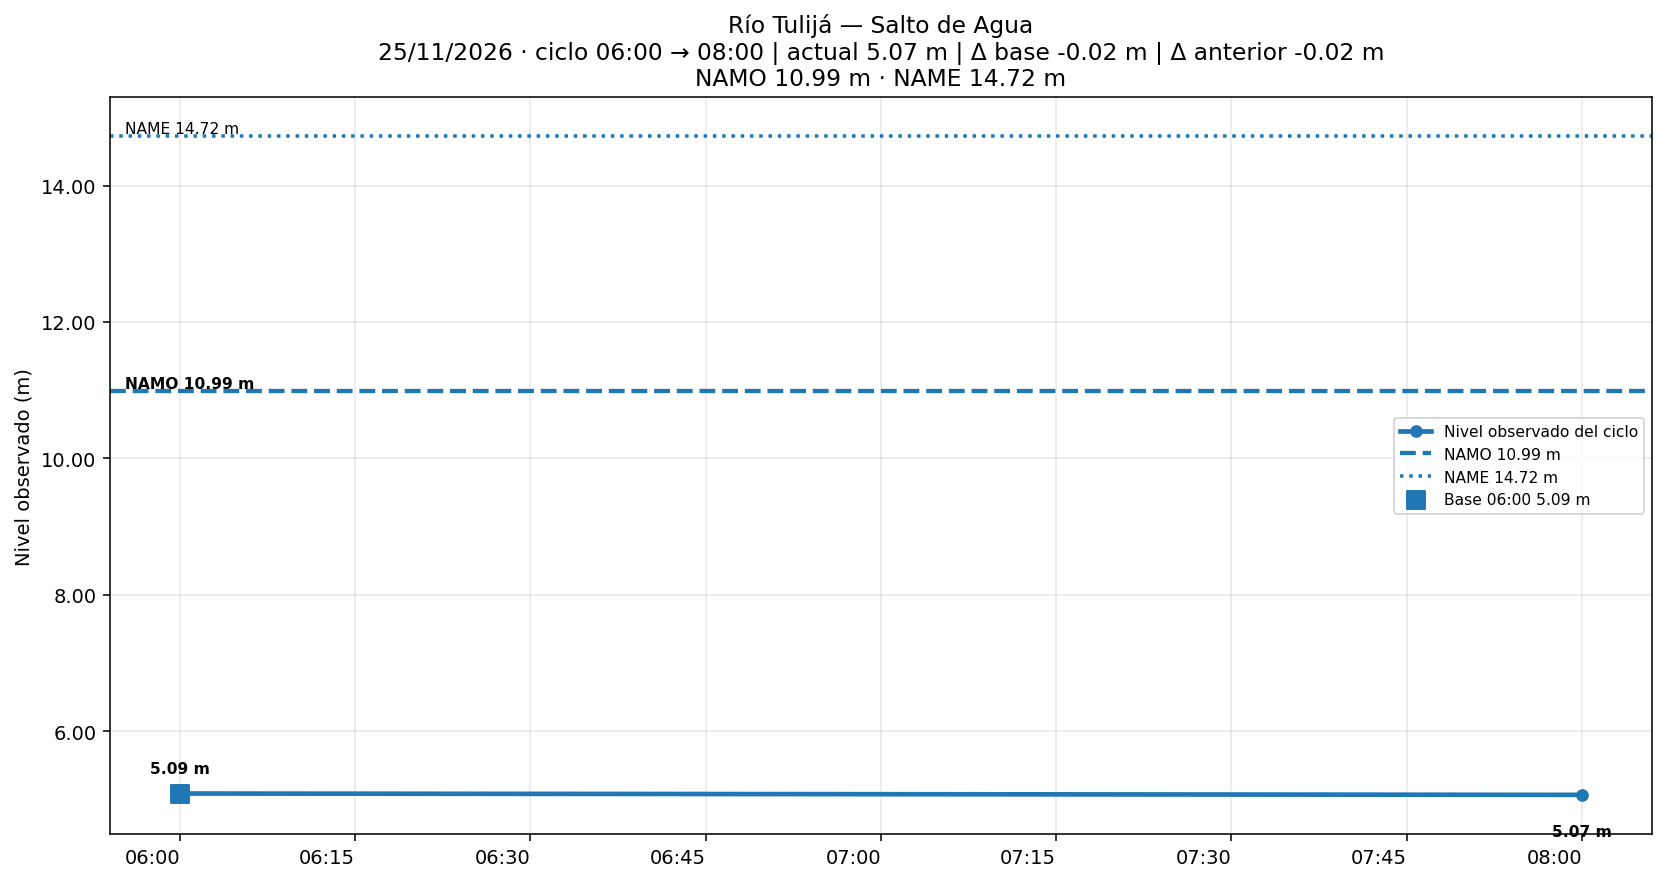 Río Tulijá — Salto de Agua
25/11/2026 · ciclo 06:00 → 08:00 | actual 5.07 m | Δ base -0.02 m | Δ anterior -0.02 m
NAMO 10.99 m · NAME 14.72 m
NAME 14.72 m
14.00
12.00
NAMO 10.99 m
Nivel observado (m)
10.00
8.00
6.00
Nivel observado del ciclo
NAMO 10.99 m
NAME 14.72 m
Base 06:00 5.09 m
5.09 m
5.07 m
06:00 06:15 06:30 06:45 07:00 07:15 07:30 07:45 08:00